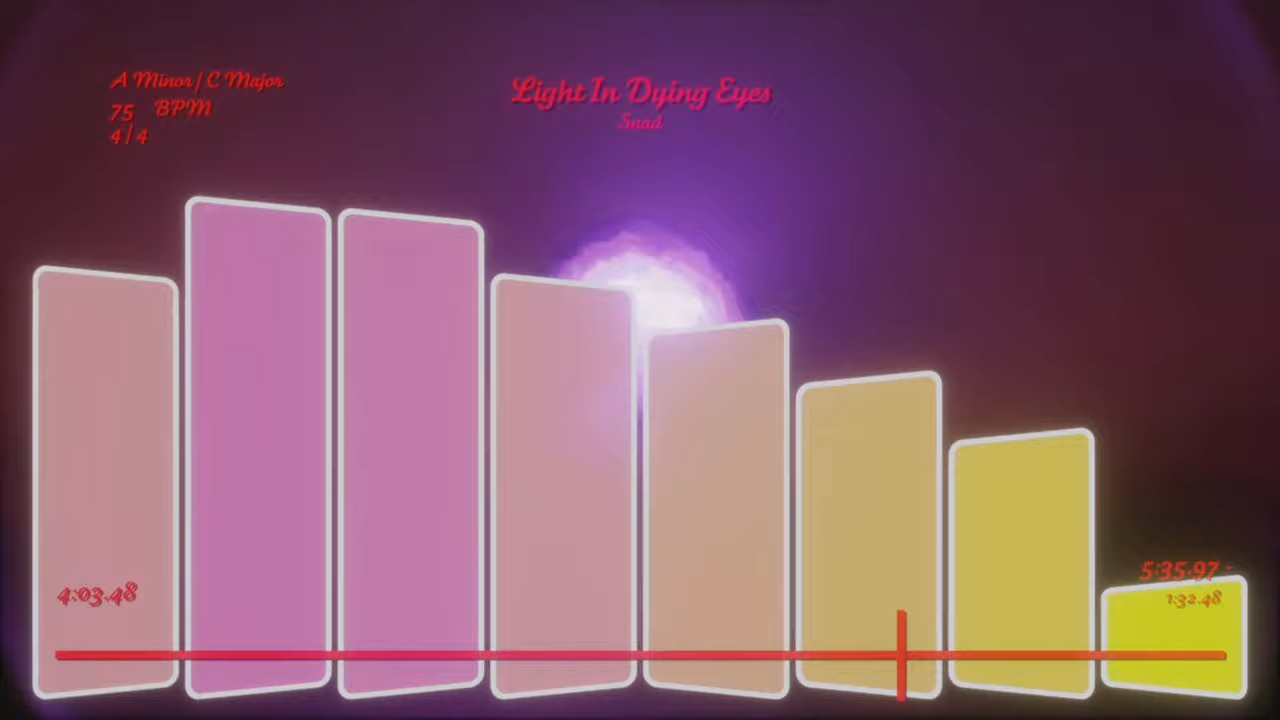 A Minor / C Major
75 BPM
4 / 4
Light In Dying Eyes
Snad
4:03.48
5:35.97 -
1:32.48